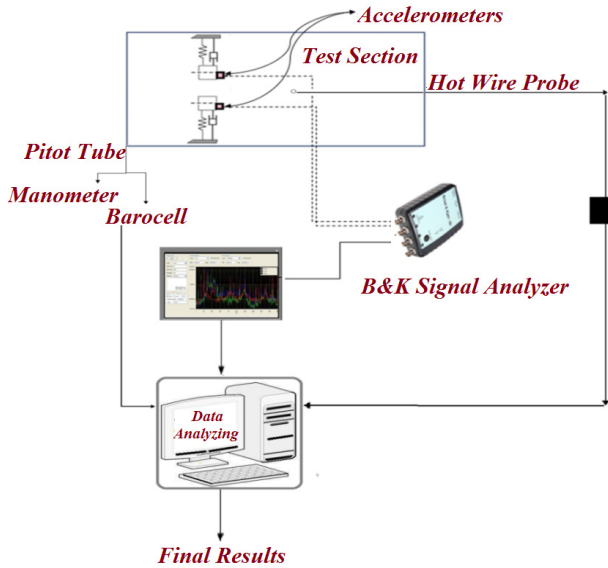 Accelerometers
Test Section
Hot Wire Probe
Pitot Tube
Manometer
Barocell
B&K Signal Analyzer
Data
Analyzing
Final Results